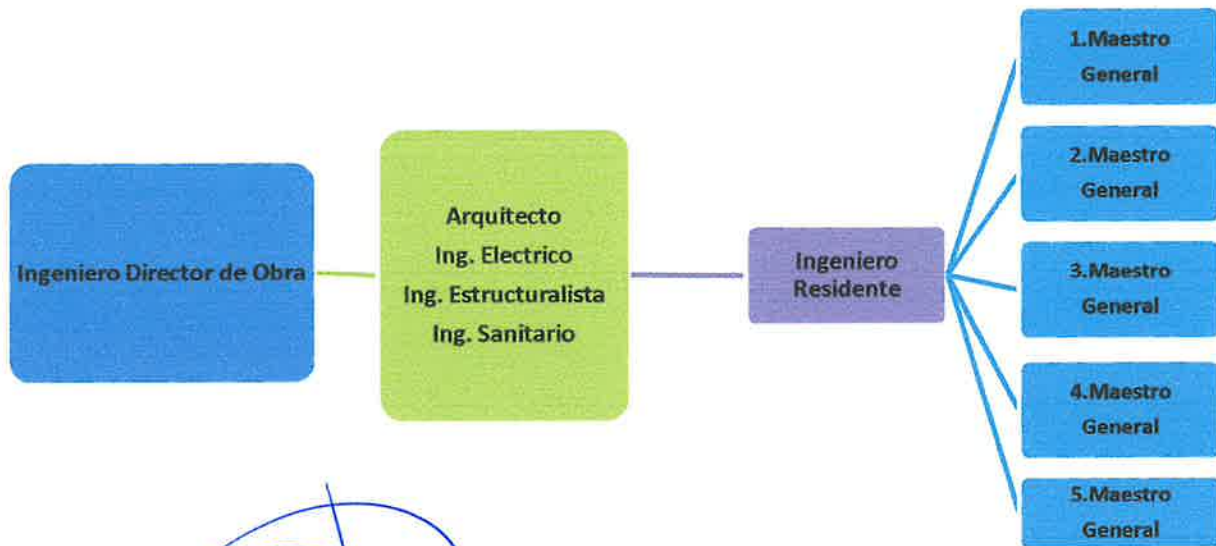 Ingeniero Director de Obra
Arquitecto
Ing. Electrico
Ing. Estructuralista
Ing. Sanitario
Ingeniero
Residente
1.Maestro
General
2.Maestro
General
3.Maestro
General
4.Maestro
General
5.Maestro
General